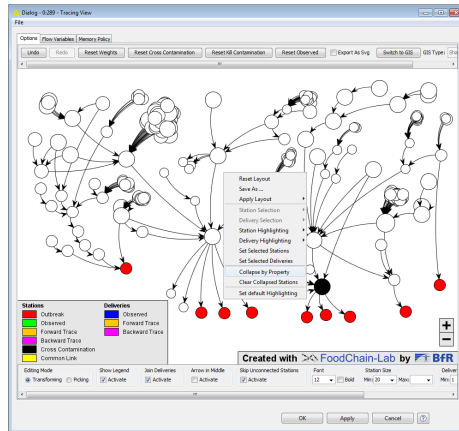 Dialog - 0:289 - Tracing View
File
Options Flow Variables Memory Policy
Undo Redo Reset Weights Reset Cross Contamination Reset Kill Contamination Reset Observed Export As Svg Switch to GIS GIS Type:
Reset Layout
Save As ...
Apply Layout
Station Selection
Delivery Selection
Station Highlighting
Delivery Highlighting
Set Selected Stations
Set Selected Deliveries
Collapse by Property
Clear Collapsed Stations
Set default Highlighting
Stations Deliveries
Outbreak Observed
Observed Forward Trace
Forward Trace Backward Trace
Backward Trace
Cross Contamination
Common Link
+
−
Created with FoodChain-Lab by BfR
Editing Mode Show Legend Join Deliveries Arrow in Middle Skip Unconnected Stations Font Station Size Deliver
Transforming Picking Activate Activate Activate Activate 12 Bold Min: 20 Max: Min: 1
OK Apply Cancel ?